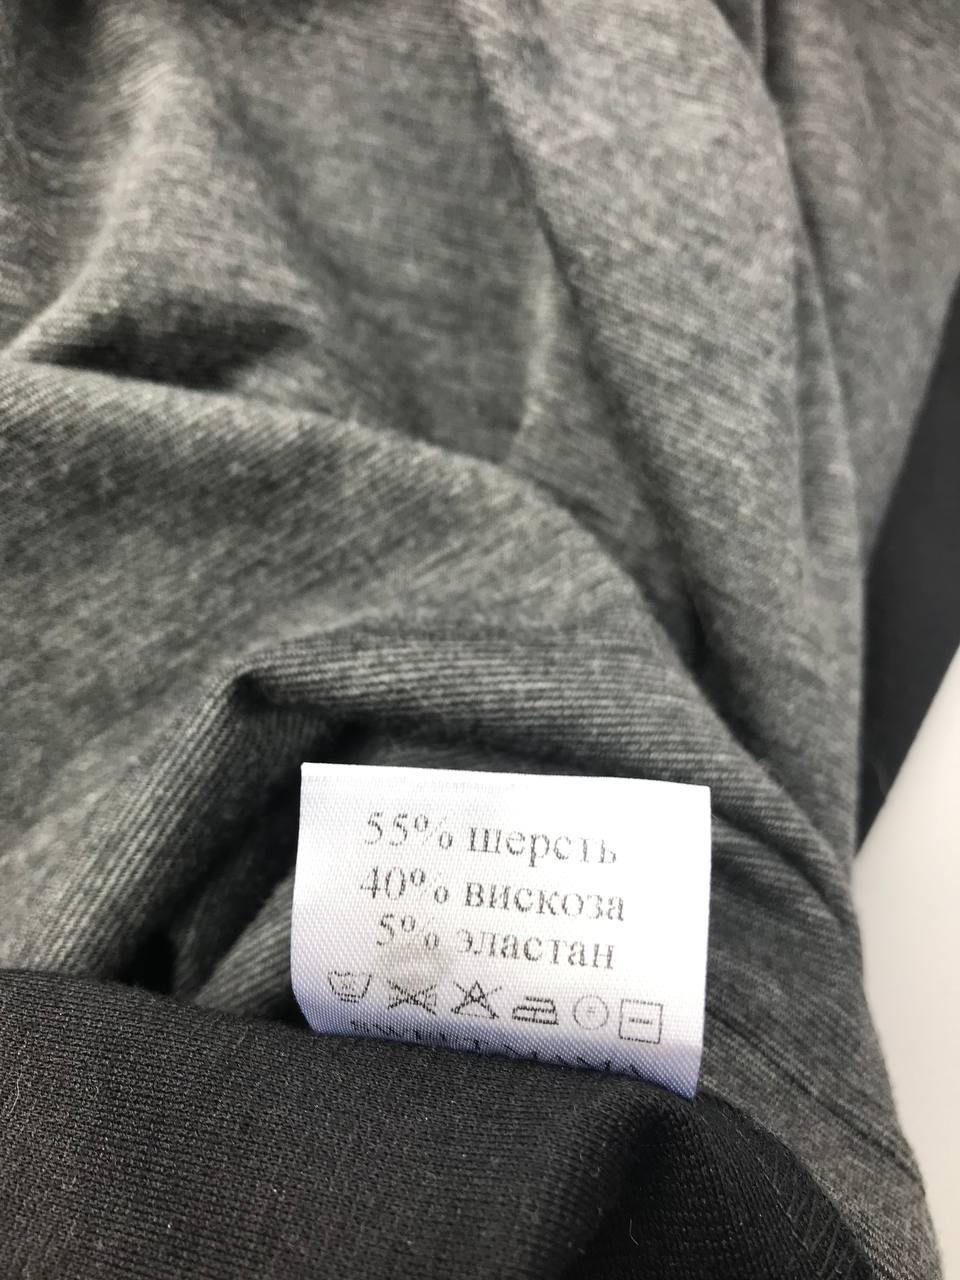 55% шерсть
40% вискоза
5% эластан